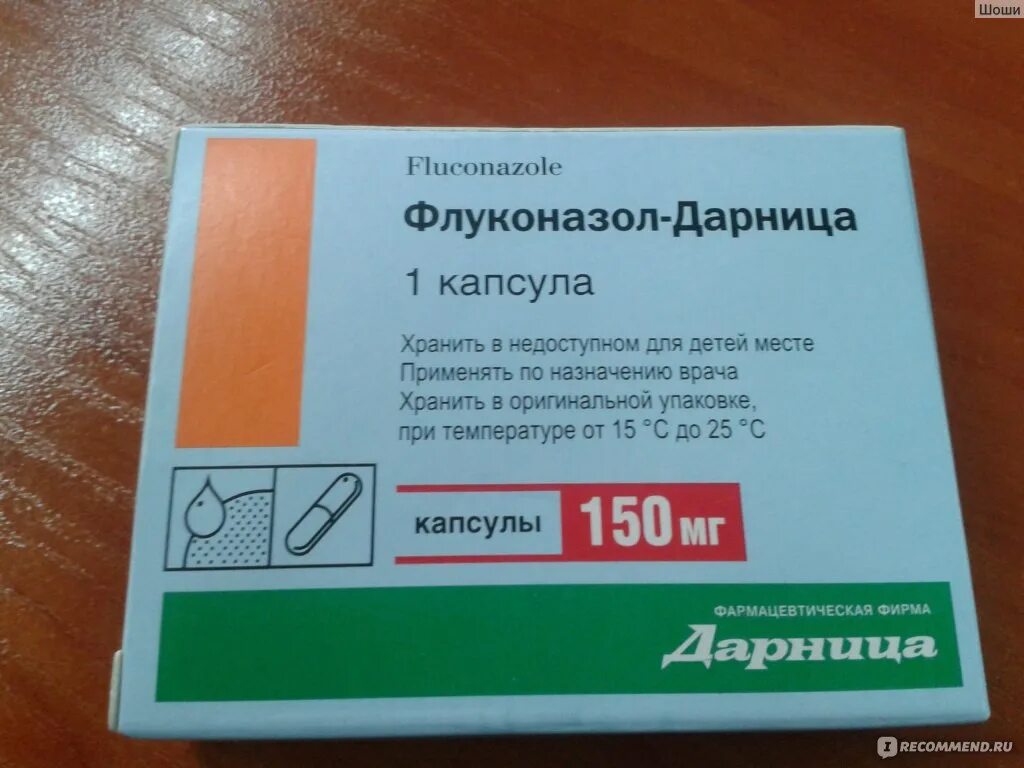 Шоши
Fluconazole
Флуконазол-Дарница
1 капсула
Хранить в недоступном для детей месте
Применять по назначению врача
Хранить в оригинальной упаковке,
при температуре от 15 °C до 25 °C
капсулы 150 мг
ФАРМАЦЕВТИЧЕСКАЯ ФИРМА
Дарница
IRECOMMEND.RU